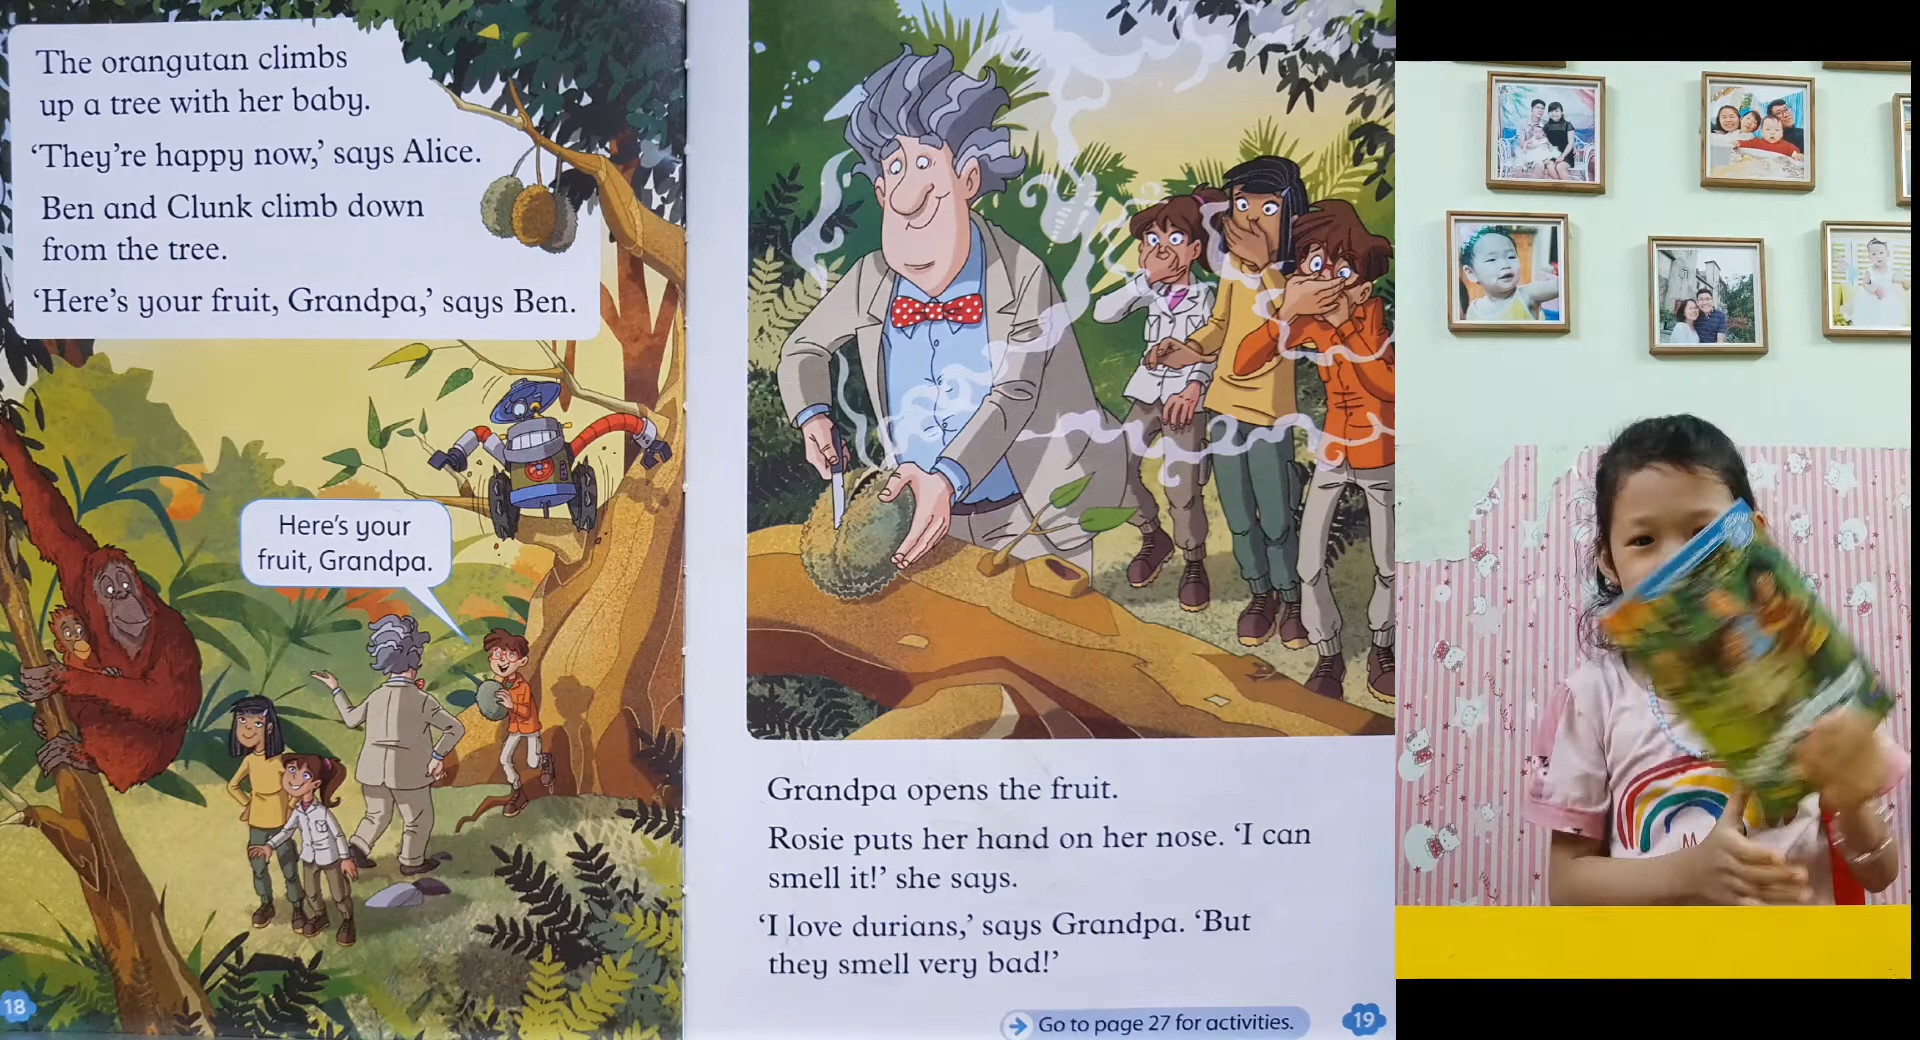 The orangutan climbs
up a tree with her baby.
‘They’re happy now,’ says Alice.
Ben and Clunk climb down
from the tree.
‘Here’s your fruit, Grandpa,’ says Ben.
Here’s your
fruit, Grandpa.
18
Grandpa opens the fruit.
Rosie puts her hand on her nose. ‘I can
smell it!’ she says.
‘I love durians,’ says Grandpa. ‘But
they smell very bad!’
Go to page 27 for activities.
19